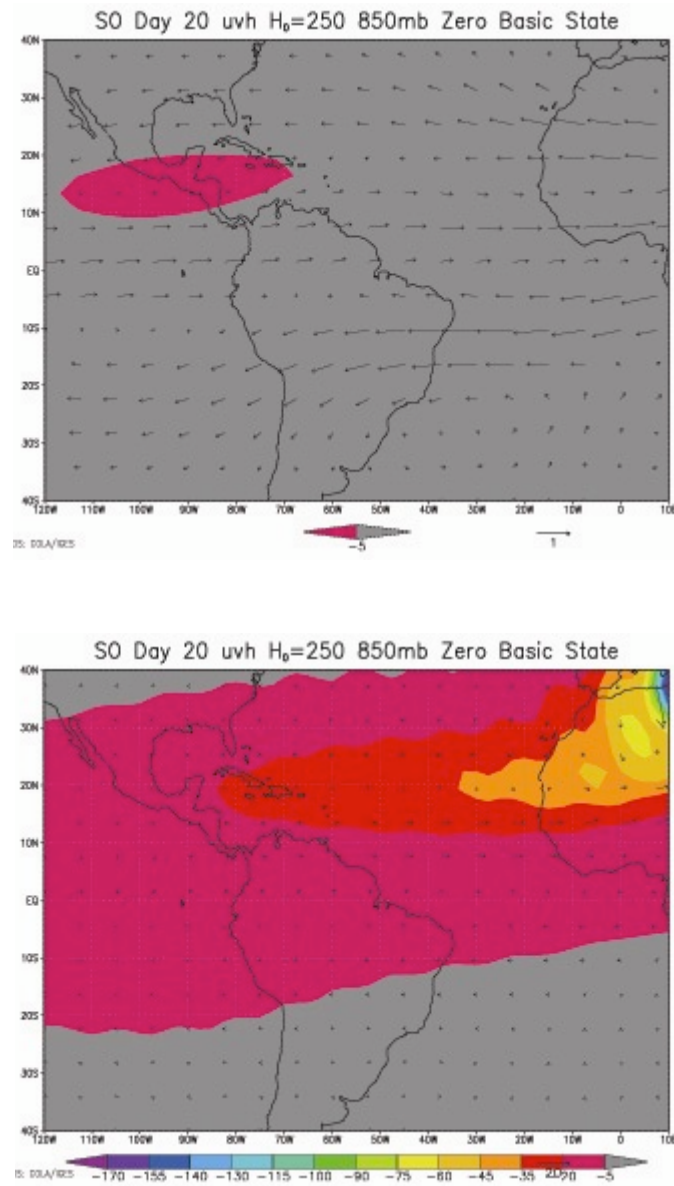 SO Day 20 uvh H₀=250 850mb Zero Basic State
40N
30N
20N
10N
EQ
10S
20S
30S
40S
120W 110W 100W 90W 80W 70W 60W 50W 40W 30W 20W 10W 0 10E
-5
1
SO Day 20 uvh H₀=250 850mb Zero Basic State
40N
30N
20N
10N
EQ
10S
20S
30S
40S
120W 110W 100W 90W 80W 70W 60W 50W 40W 30W 20W 10W 0 10E
-170 -155 -140 -130 -115 -100 -90 -75 -60 -45 -35 -20 -5